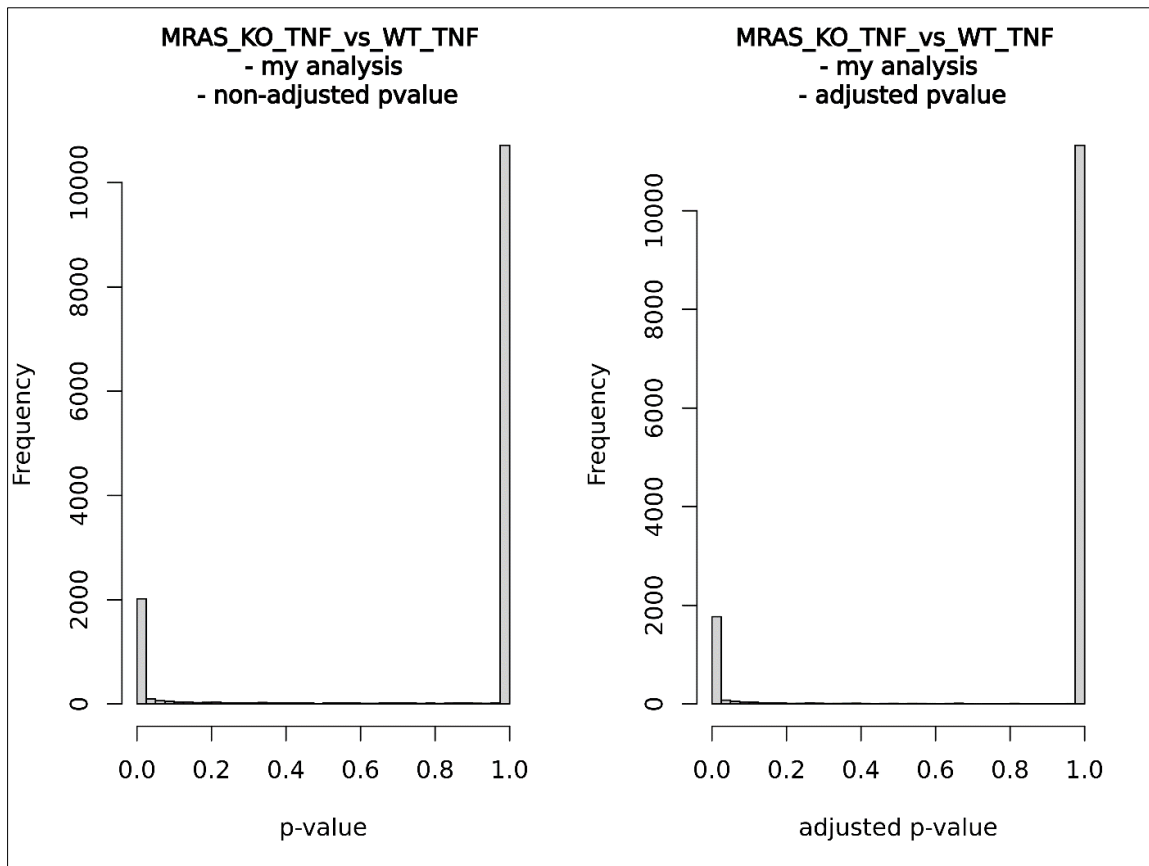 MRAS_KO_TNF_vs_WT_TNF
- my analysis
- non-adjusted pvalue
Frequency
0
2000
4000
6000
8000
10000
0.0 0.2 0.4 0.6 0.8 1.0
p-value
MRAS_KO_TNF_vs_WT_TNF
- my analysis
- adjusted pvalue
Frequency
0
2000
4000
6000
8000
10000
0.0 0.2 0.4 0.6 0.8 1.0
adjusted p-value